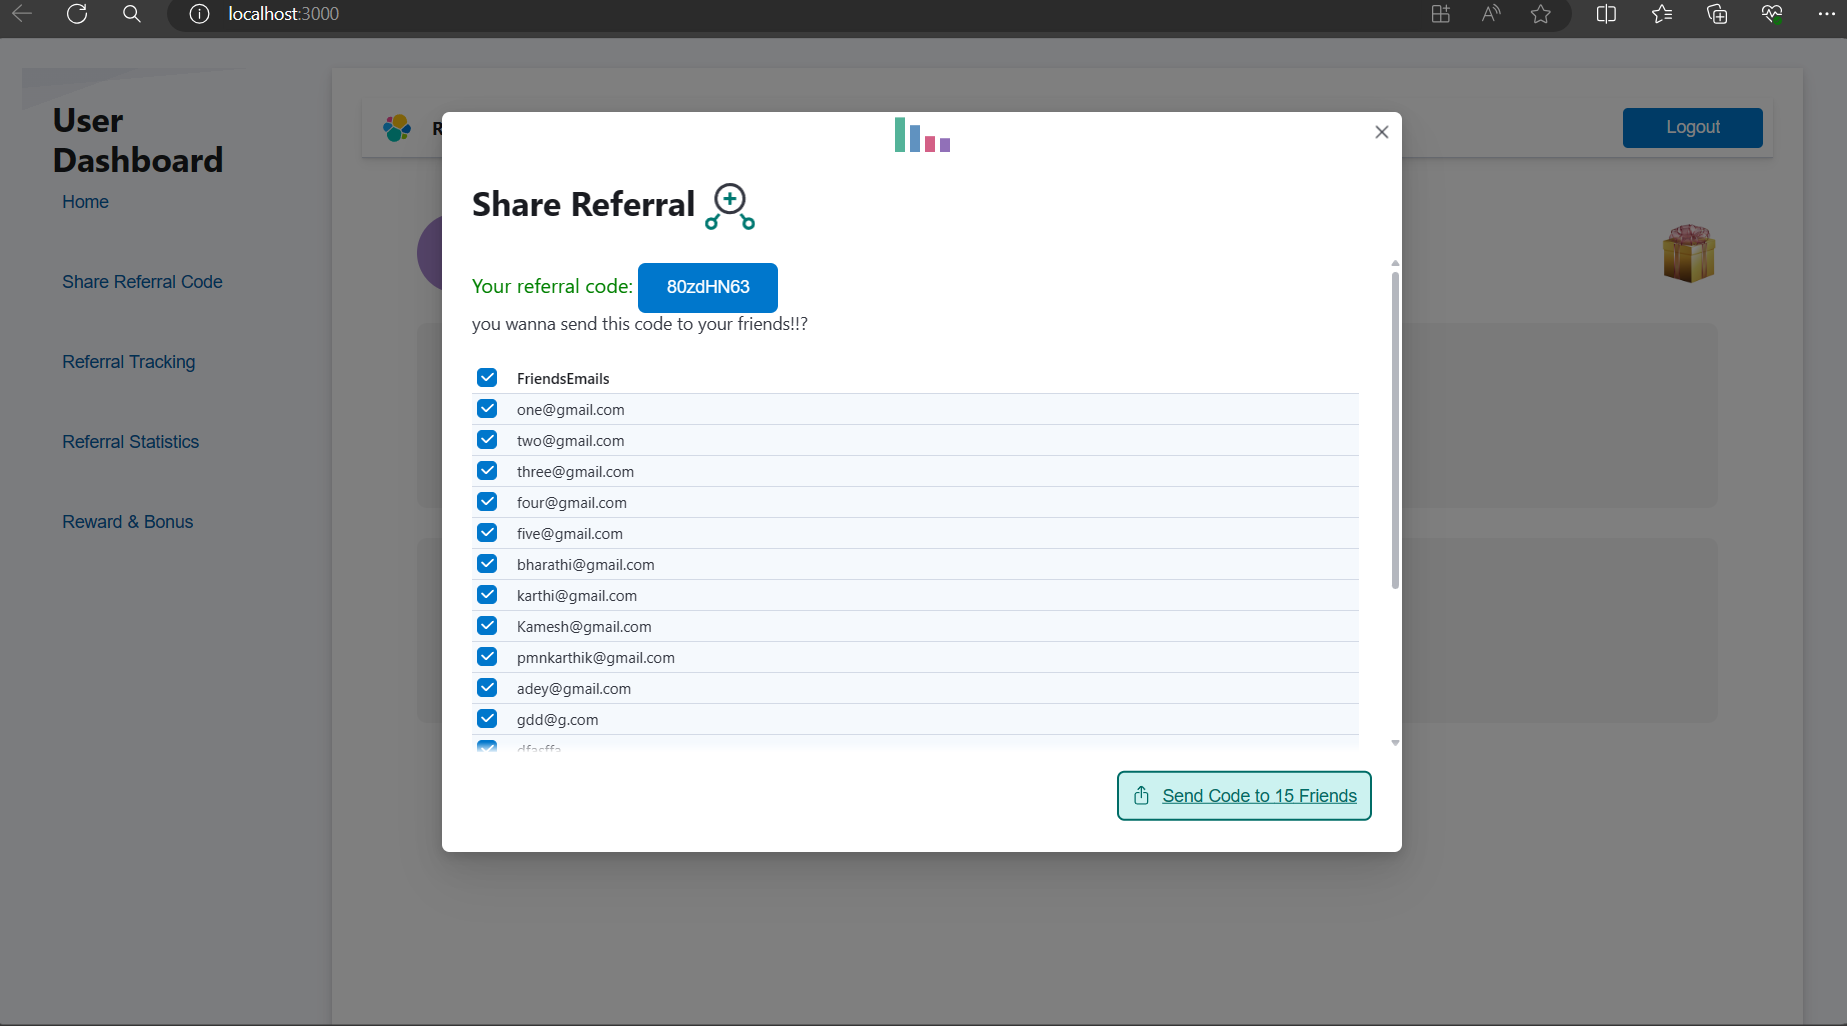 localhost:3000
User
Dashboard
Home
Share Referral Code
Referral Tracking
Referral Statistics
Reward & Bonus
R
Logout
Share Referral
Your referral code: 80zdHN63
you wanna send this code to your friends!!?
FriendsEmails
one@gmail.com
two@gmail.com
three@gmail.com
four@gmail.com
five@gmail.com
bharathi@gmail.com
karthi@gmail.com
Kamesh@gmail.com
pmnkarthik@gmail.com
adey@gmail.com
gdd@g.com
Send Code to 15 Friends